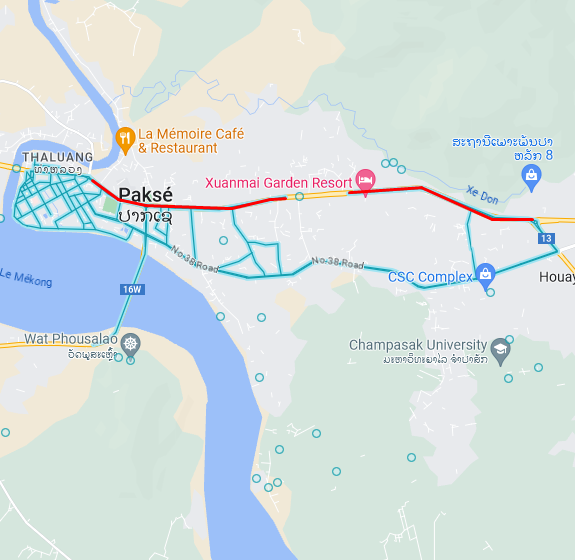 La Mémoire Café
& Restaurant
THALUANG
ທ່າຫລວງ
ສະຖານີເພາະພັນປາ
ຫລັກ 8
Xuanmai Garden Resort
Paksé
ປາກເຊ
Xe Don
13
No.38 Road
No.38 Road
CSC Complex
Houay
Le Mékong
16W
Wat Phousalao
ວັດພູສະເຫຼົ່າ
Champasak University
ມະຫາວິທະຍາໄລ ຈໍາປາສັກ